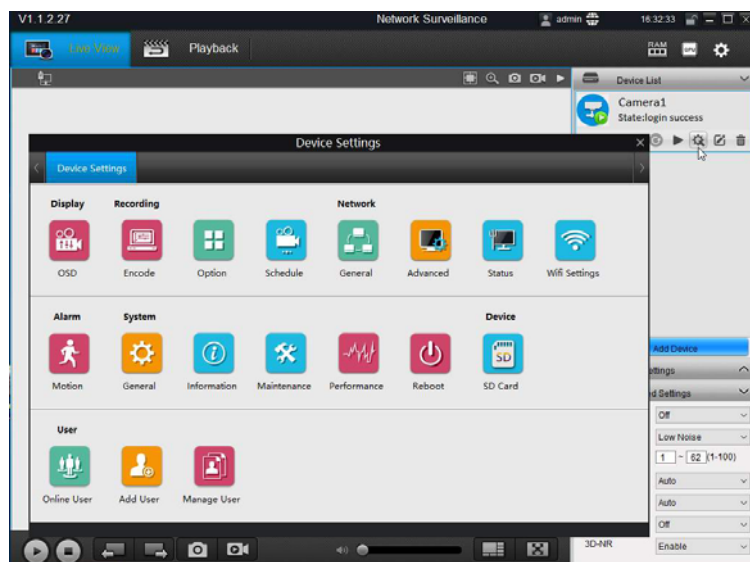 V1.1.2.27
Network Surveillance
admin
16:32:33
Live View
Playback
RAM
CPU
Device List
Camera1
State:login success
Device Settings
Device Settings
Display
Recording
Network
OSD
Encode
Option
Schedule
General
Advanced
Status
Wifi Settings
Alarm
System
Device
Motion
General
Information
Maintenance
Performance
Reboot
SD
SD Card
User
Online User
Add User
Manage User
Add Device
ettings
d Settings
Off
Low Noise
1 ~ 62 (1-100)
Auto
Auto
Off
3D-NR
Enable